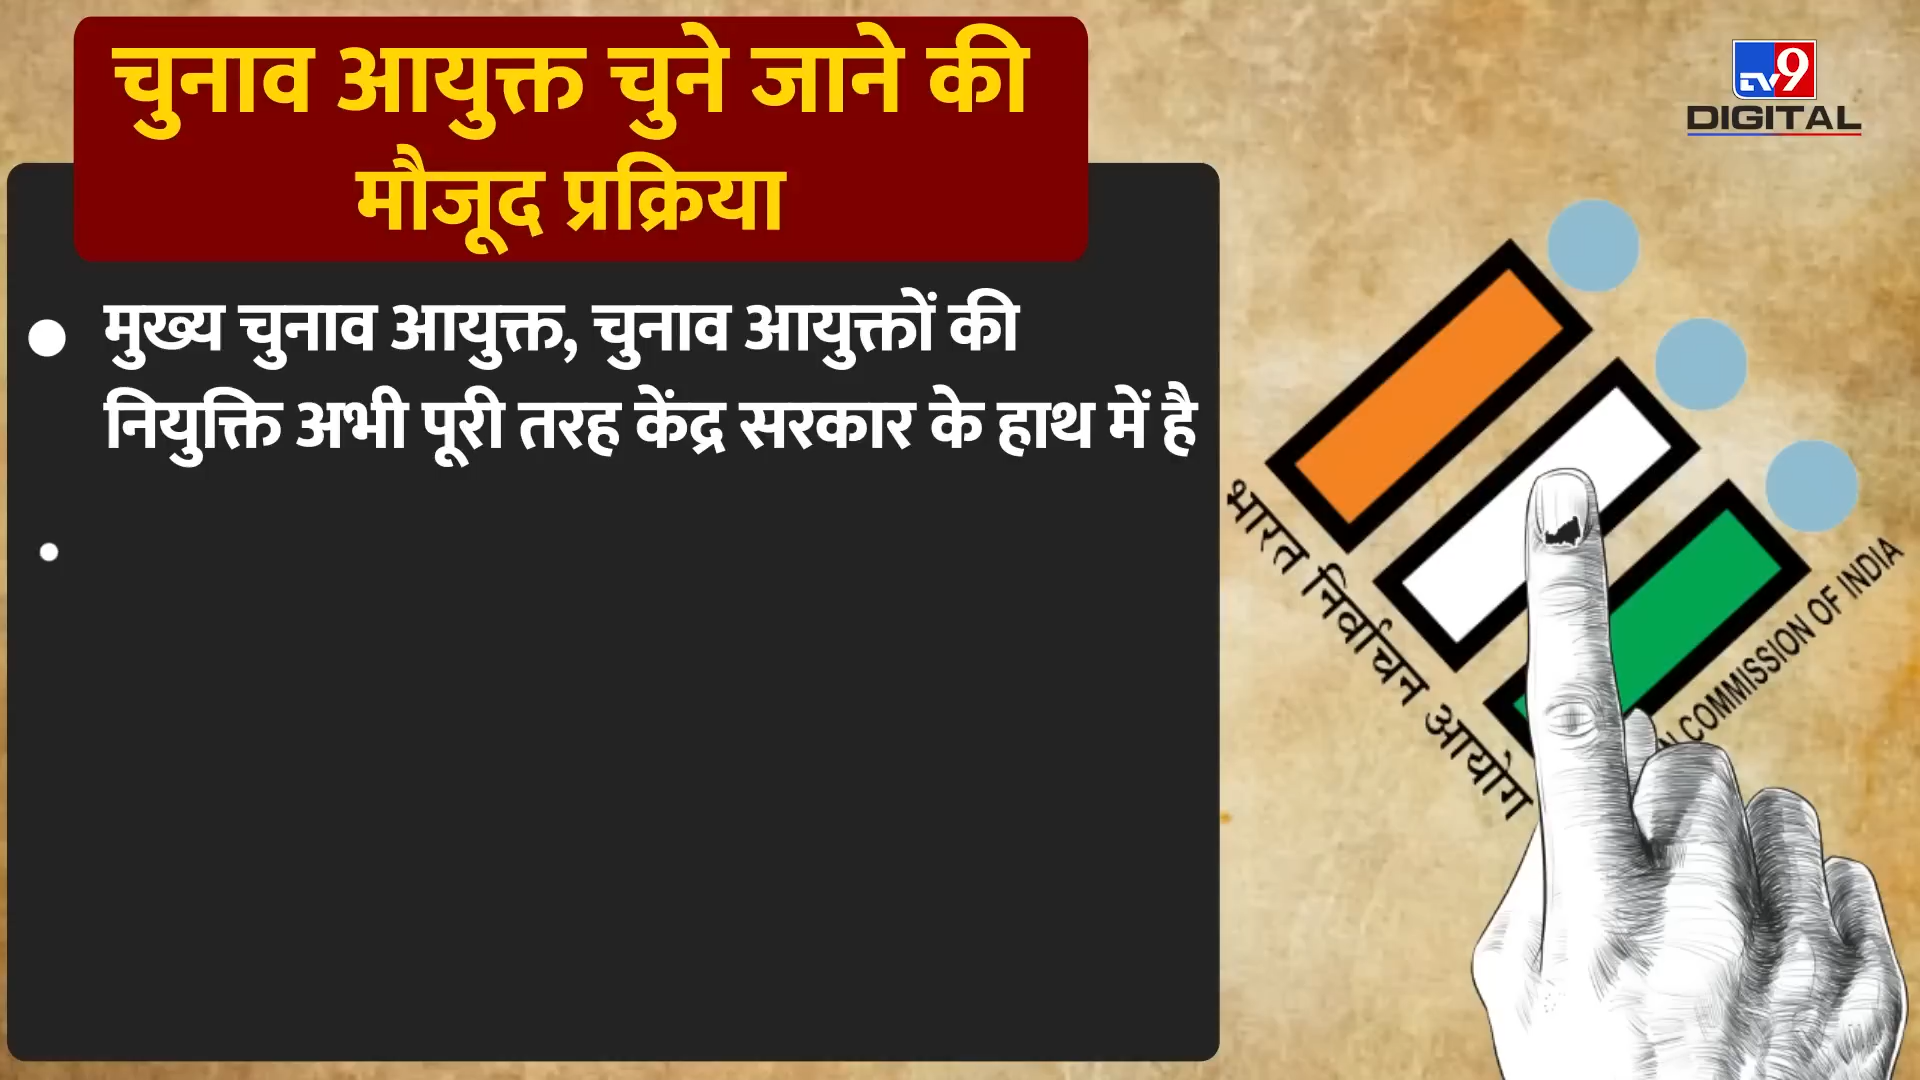 चुनाव आयुक्त चुने जाने की
मौजूद प्रक्रिया
मुख्य चुनाव आयुक्त, चुनाव आयुक्तों की
नियुक्ति अभी पूरी तरह केंद्र सरकार के हाथ में है
TV9
DIGITAL
भारत निर्वाचन आयोग
COMMISSION OF INDIA